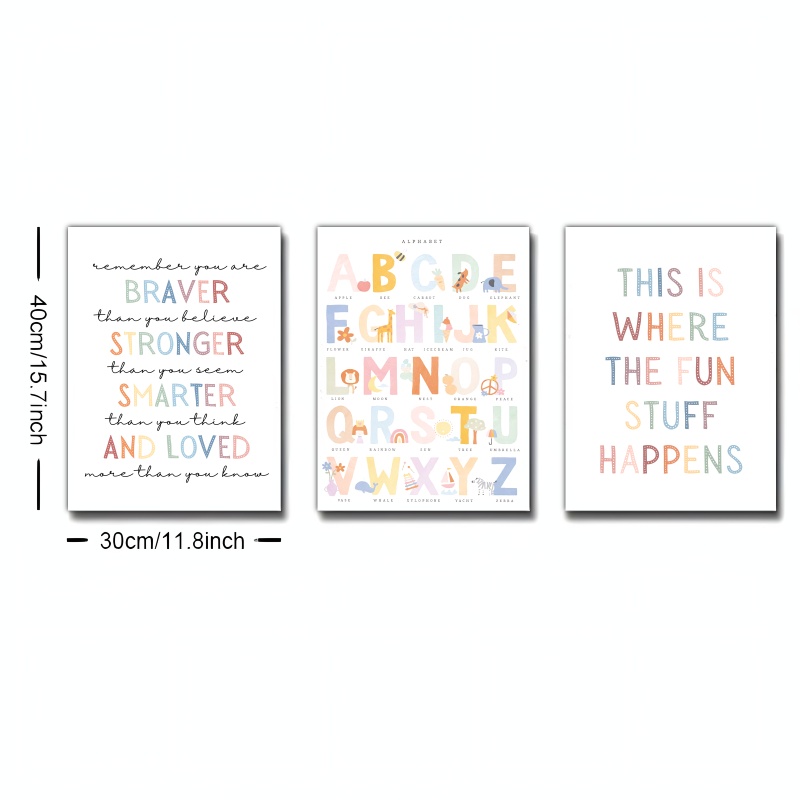 40cm/15.7inch
30cm/11.8inch
remember you are
BRAVER
than you believe
STRONGER
than you seem
SMARTER
than you think
AND LOVED
more than you know
ALPHABET
A B C D E
APPLE BEE CARROT DOG ELEPHANT
F G H I J K
FLOWER GIRAFFE HAY ICECREAM JUG KITE
L M N O P
LION MOON NEST ORANGE PEACE
Q R S T U
QUEEN RAINBOW SUN TREE UMBRELLA
V W X Y Z
VASE WHALE XYLOPHONE YACHT ZEBRA
THIS IS
WHERE
THE FUN
STUFF
HAPPENS